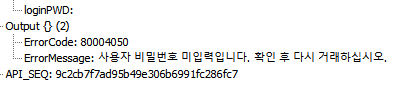 loginPWD:
Output {} (2)
ErrorCode: 80004050
ErrorMessage: 사용자 비밀번호 미입력입니다. 확인 후 다시 거래하십시오.
API_SEQ: 9c2cb7f7ad95b49e306b6991fc286fc7